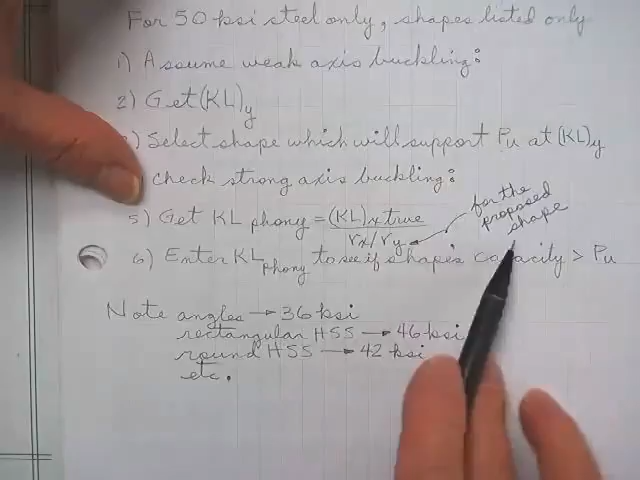 For 50 ksi steel only, shapes listed only
1) Assume weak axis buckling:
2) Get (KL)y
) Select shape which will support Pu at (KL)y
) check strong axis buckling:
5) Get KL phony = (KL)x true / rx/ry
for the proposed shape
6) Enter KL phony to see if shape's capacity > Pu
Note angles → 36 ksi
rectangular HSS → 46 ksi
round HSS → 42 ksi
etc.